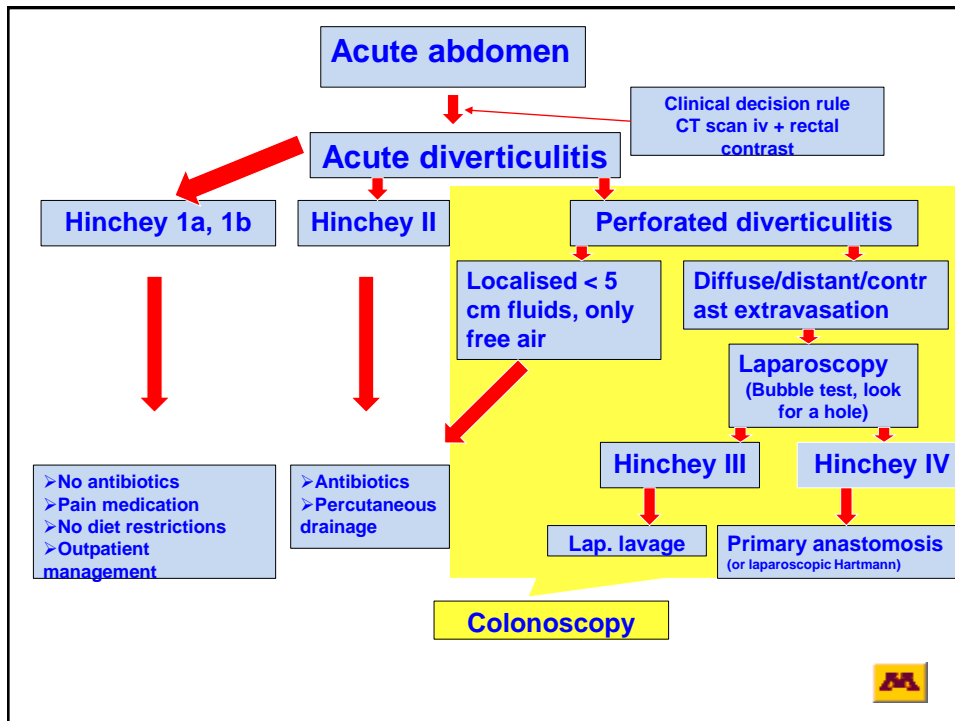 Acute abdomen
Clinical decision rule
CT scan iv + rectal
contrast
Acute diverticulitis
Hinchey 1a, 1b
Hinchey II
Perforated diverticulitis
Localised < 5
cm fluids, only
free air
Diffuse/distant/contr
ast extravasation
Laparoscopy
(Bubble test, look
for a hole)
Hinchey III
Hinchey IV
➢No antibiotics
➢Pain medication
➢No diet restrictions
➢Outpatient
management
➢Antibiotics
➢Percutaneous
drainage
Lap. lavage
Primary anastomosis
(or laparoscopic Hartmann)
Colonoscopy
M